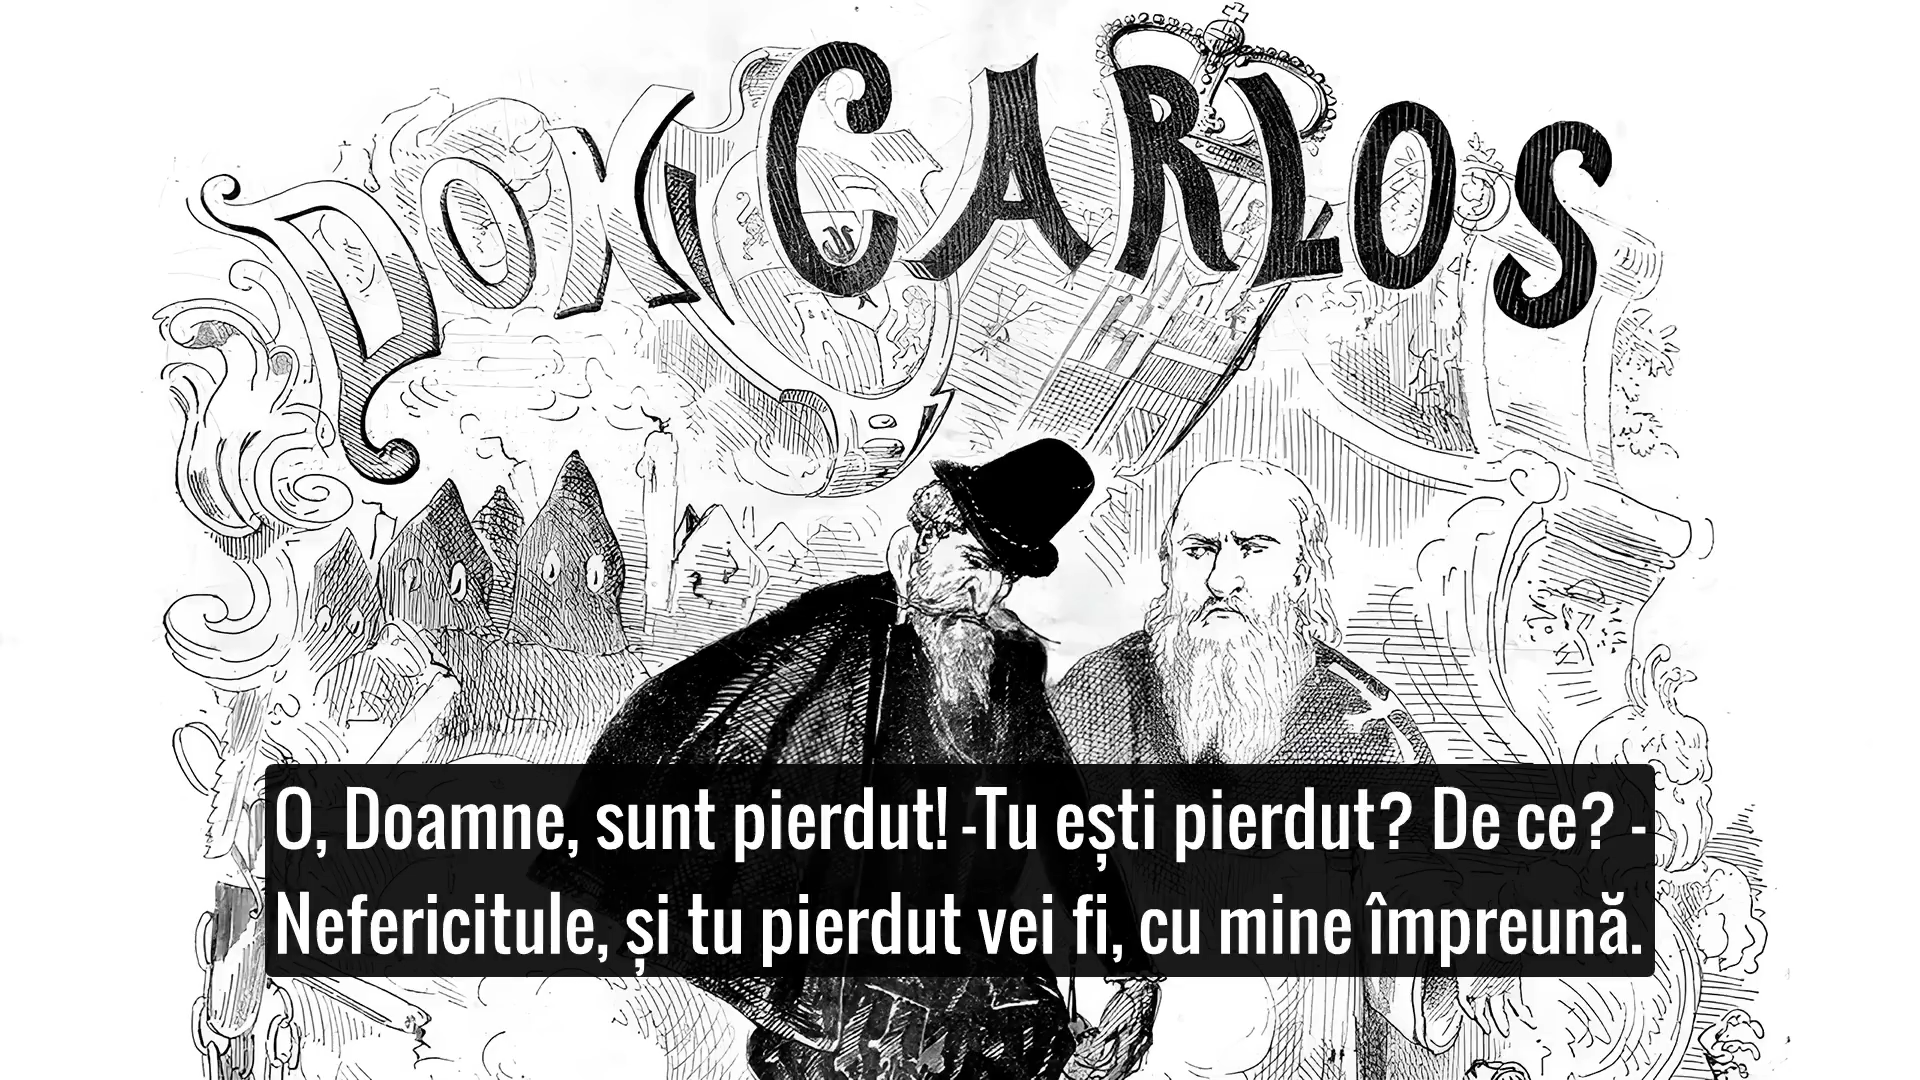 DON CARLOS
O, Doamne, sunt pierdut! -Tu ești pierdut? De ce? -
Nefericitule, și tu pierdut vei fi, cu mine împreună.